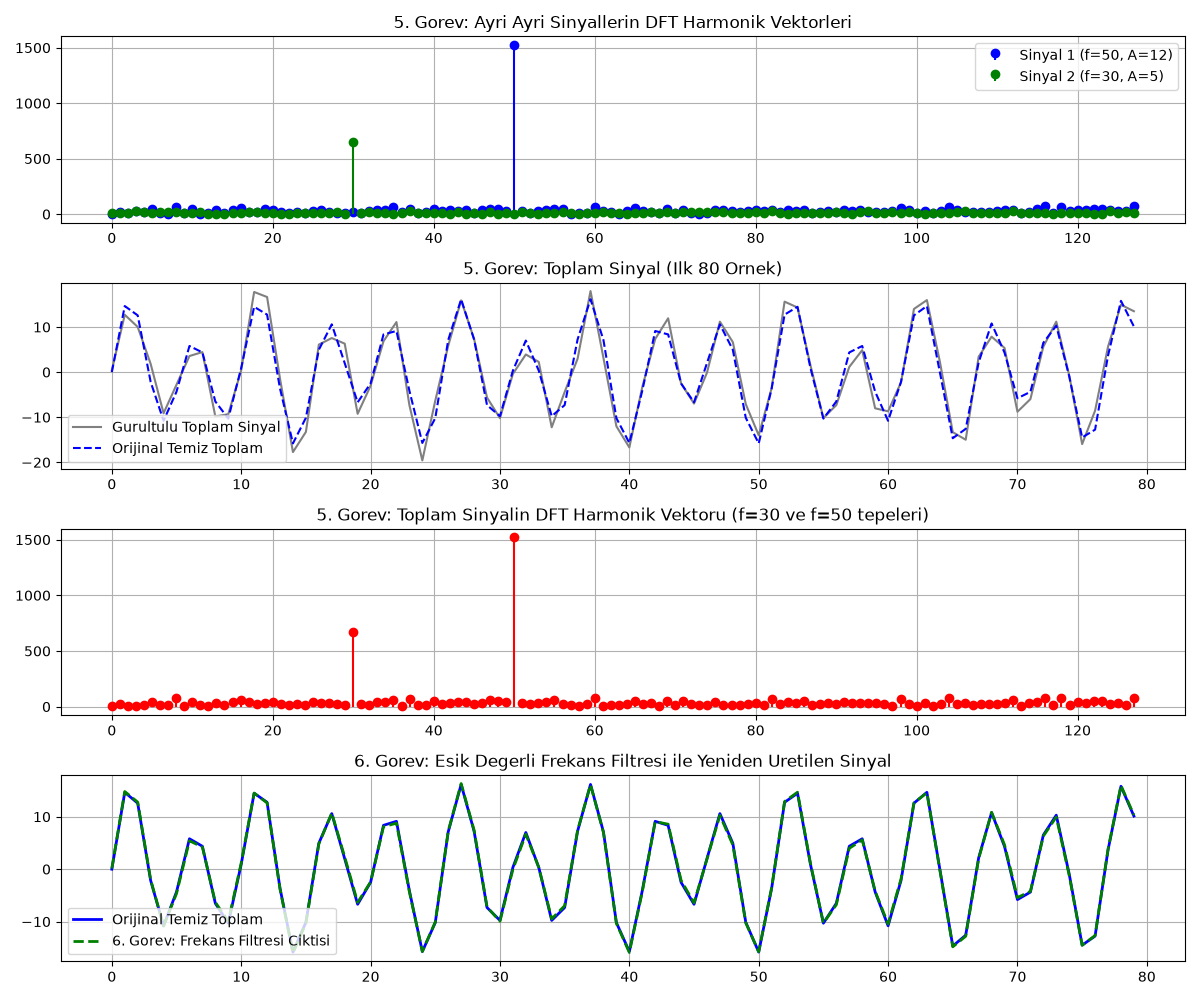 5. Gorev: Ayri Ayri Sinyallerin DFT Harmonik Vektorleri
1500
1000
500
0
Sinyal 1 (f=50, A=12)
Sinyal 2 (f=30, A=5)
0 20 40 60 80 100 120
5. Gorev: Toplam Sinyal (Ilk 80 Ornek)
10
0
−10
−20
Gurultulu Toplam Sinyal
Orijinal Temiz Toplam
0 10 20 30 40 50 60 70 80
5. Gorev: Toplam Sinyalin DFT Harmonik Vektoru (f=30 ve f=50 tepeleri)
1500
1000
500
0
0 20 40 60 80 100 120
6. Gorev: Esik Degerli Frekans Filtresi ile Yeniden Uretilen Sinyal
10
0
−10
Orijinal Temiz Toplam
6. Gorev: Frekans Filtresi Ciktisi
0 10 20 30 40 50 60 70 80